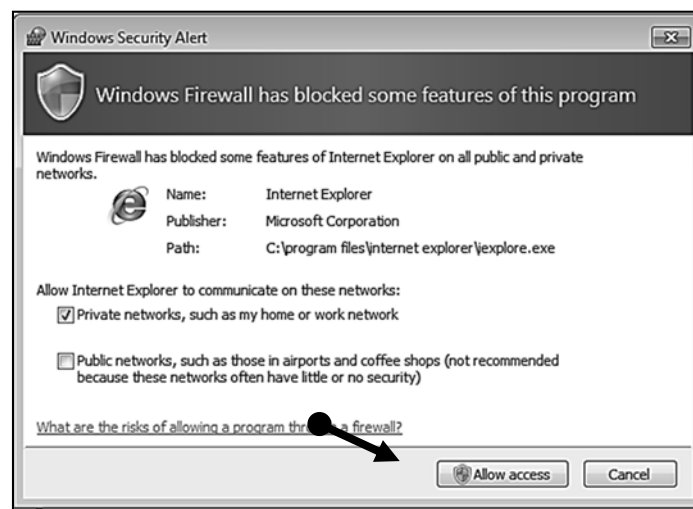 Windows Security Alert
Windows Firewall has blocked some features of this program
Windows Firewall has blocked some features of Internet Explorer on all public and private
networks.
Name: Internet Explorer
Publisher: Microsoft Corporation
Path: C:\program files\internet explorer\iexplore.exe
Allow Internet Explorer to communicate on these networks:
Private networks, such as my home or work network
Public networks, such as those in airports and coffee shops (not recommended
because these networks often have little or no security)
What are the risks of allowing a program through a firewall?
Allow access Cancel